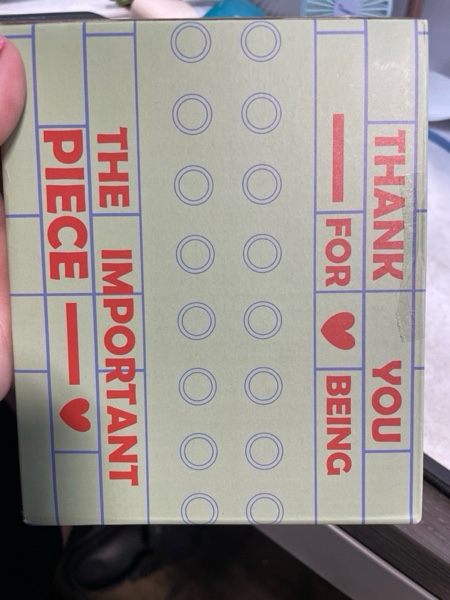 THANK YOU
— FOR ♥ BEING
THE IMPORTANT
PIECE — ♥